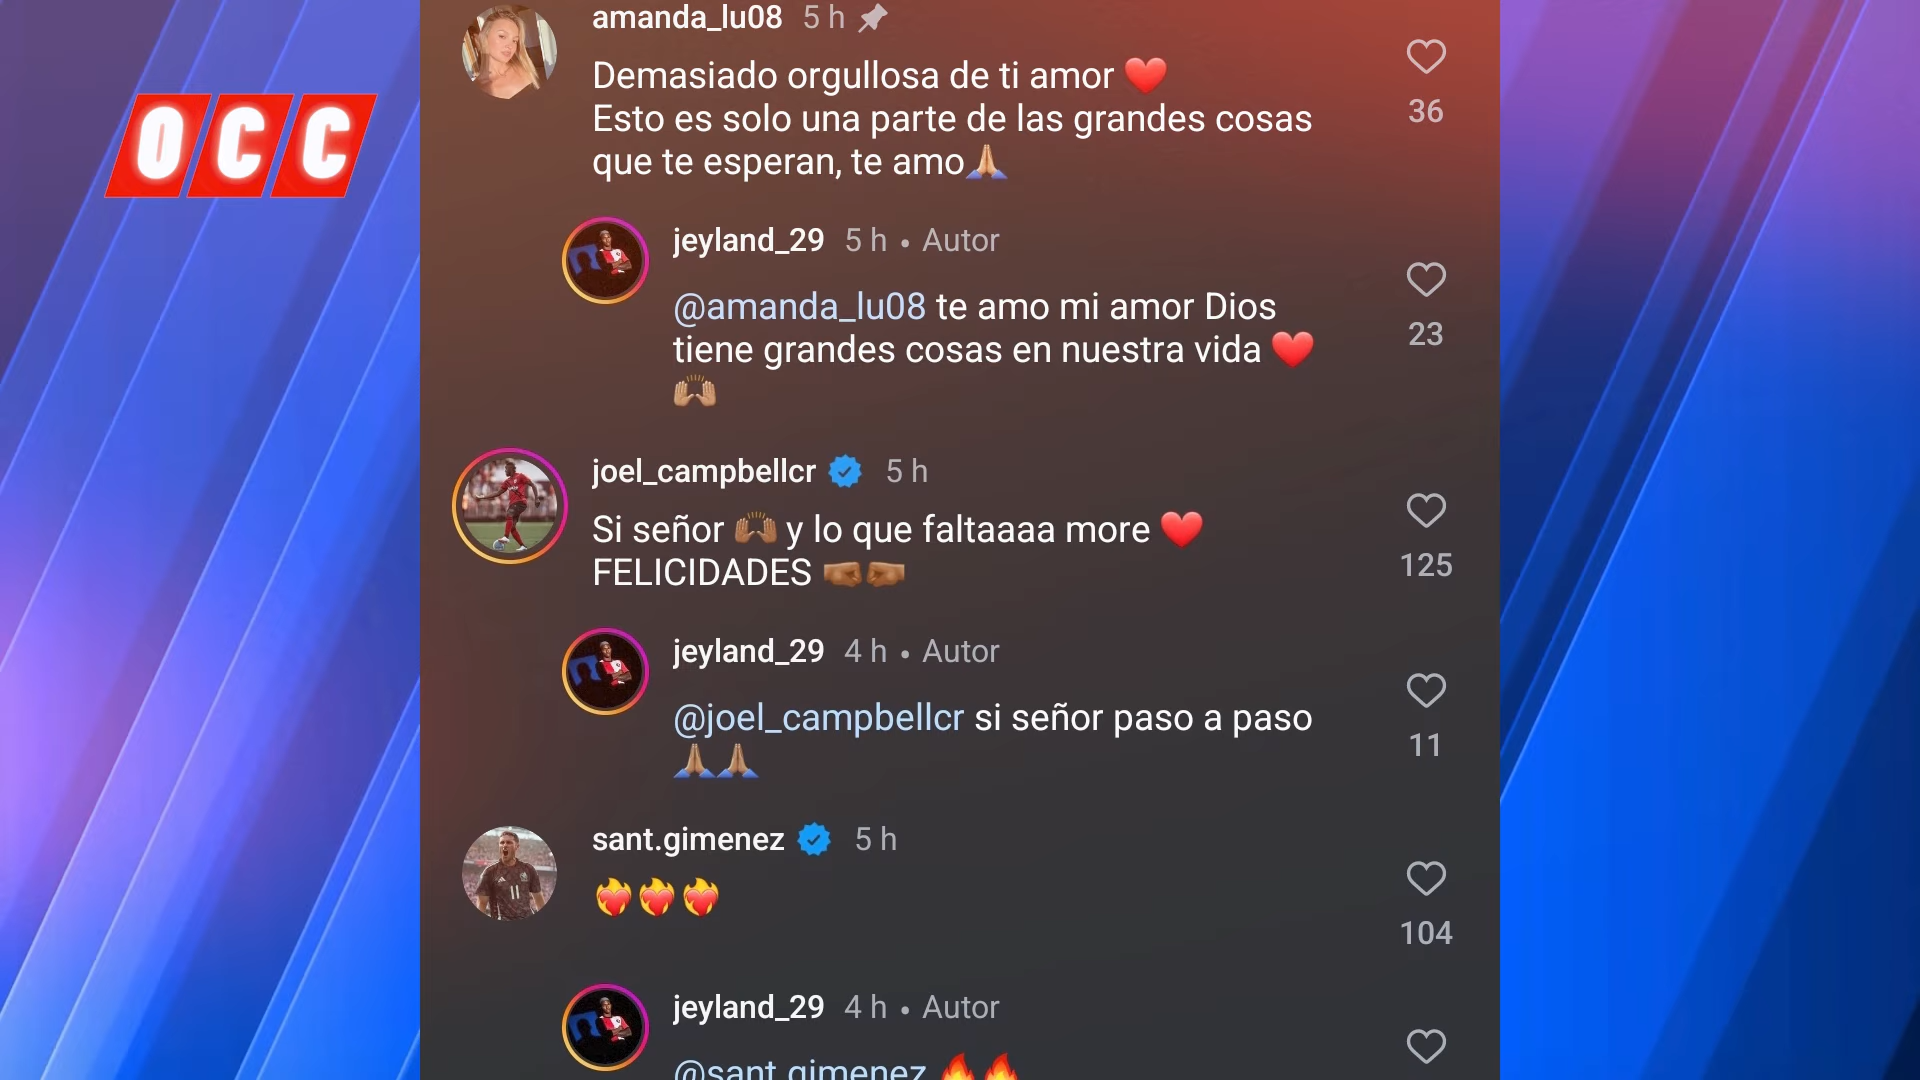 OCC
amanda_lu08 5 h
Demasiado orgullosa de ti amor ❤️
Esto es solo una parte de las grandes cosas
que te esperan, te amo🙏🏼
36
jeyland_29 5 h • Autor
@amanda_lu08 te amo mi amor Dios
tiene grandes cosas en nuestra vida ❤️
🙌🏼
23
joel_campbellcr 5 h
Si señor 🙌🏾 y lo que faltaaaa more ❤️
FELICIDADES 🤜🏾🤛🏾
125
jeyland_29 4 h • Autor
@joel_campbellcr si señor paso a paso
🙏🏼🙏🏼
11
sant.gimenez 5 h
❤️‍🔥❤️‍🔥❤️‍🔥
104
jeyland_29 4 h • Autor
@sant.gimenez 🔥🔥
11